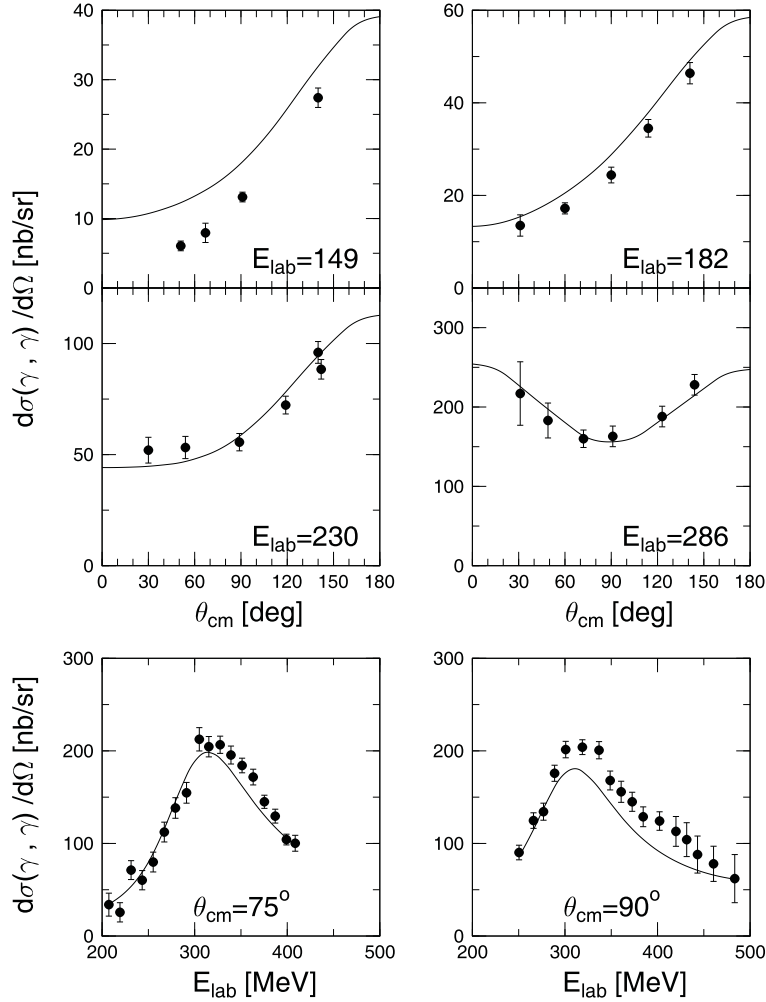 40
30
20
10
0
E_lab=149
60
40
20
0
E_lab=182
dσ(γ , γ) /dΩ [nb/sr]
100
50
0
E_lab=230
0 30 60 90 120 150 180
θ_cm [deg]
300
250
200
150
100
50
0
E_lab=286
0 30 60 90 120 150 180
θ_cm [deg]
dσ(γ , γ) /dΩ [nb/sr]
300
200
100
0
θ_cm=75°
200 300 400 500
E_lab [MeV]
300
200
100
0
θ_cm=90°
200 300 400 500
E_lab [MeV]